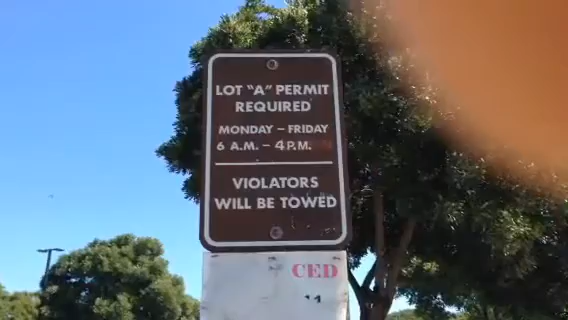 LOT "A" PERMIT
REQUIRED
MONDAY – FRIDAY
6 A.M. – 4 P.M.
VIOLATORS
WILL BE TOWED
CED